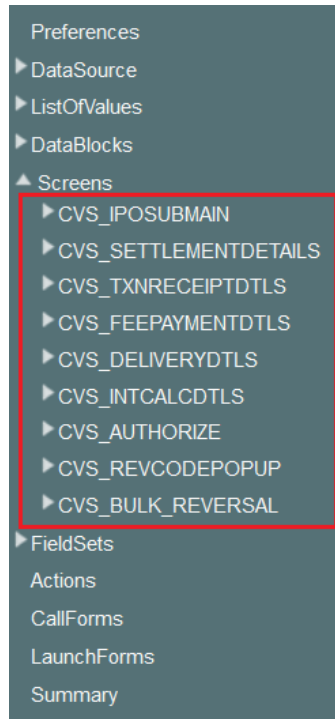 Preferences
DataSource
ListOfValues
DataBlocks
Screens
CVS_IPOSUBMAIN
CVS_SETTLEMENTDETAILS
CVS_TXNRECEIPTDTLS
CVS_FEEPAYMENTDTLS
CVS_DELIVERYDTLS
CVS_INTCALCDTLS
CVS_AUTHORIZE
CVS_REVCODEPOPUP
CVS_BULK_REVERSAL
FieldSets
Actions
CallForms
LaunchForms
Summary